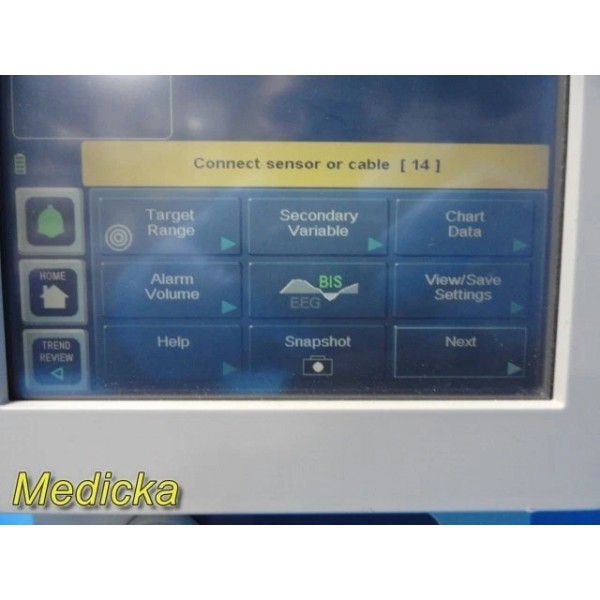 Connect sensor or cable [ 14 ]
Target
Range
Secondary
Variable
Chart
Data
HOME
Alarm
Volume
BIS
EEG
View/Save
Settings
TREND
REVIEW
Help
Snapshot
Next
Medicka